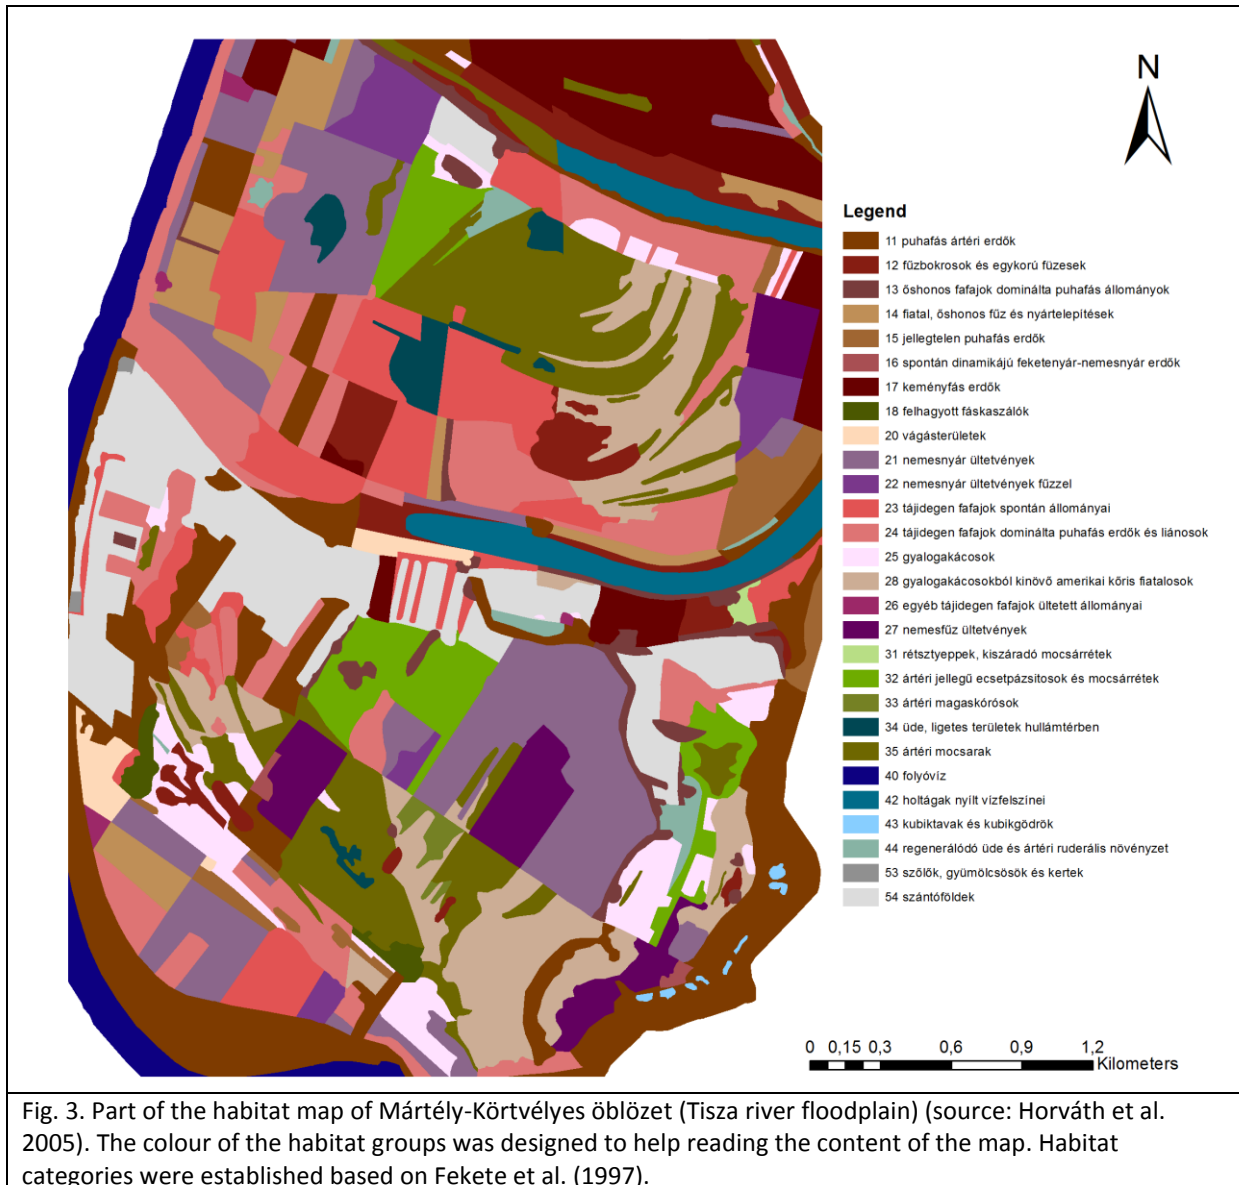 N
Legend
11 puhafás ártéri erdők
12 fűzbokrosok és egykorú füzesek
13 őshonos fafajok dominálta puhafás állományok
14 fiatal, őshonos fűz és nyártelepítések
15 jellegtelen puhafás erdők
16 spontán dinamikájú feketenyár-nemesnyár erdők
17 keményfás erdők
18 felhagyott fáskaszálók
20 vágásterületek
21 nemesnyár ültetvények
22 nemesnyár ültetvények fűzzel
23 tájidegen fafajok spontán állományai
24 tájidegen fafajok dominálta puhafás erdők és liánosok
25 gyalogakácosok
28 gyalogakácosokból kinövő amerikai kőris fiatalosok
26 egyéb tájidegen fafajok ültetett állományai
27 nemesfűz ültetvények
31 rétsztyeppek, kiszáradó mocsárrétek
32 ártéri jellegű ecsetpázsitosok és mocsárrétek
33 ártéri magaskórósok
34 üde, ligetes területek hullámtérben
35 ártéri mocsarak
40 folyóvíz
42 holtágak nyílt vízfelszínei
43 kubiktavak és kubikgödrök
44 regenerálódó üde és ártéri ruderális növényzet
53 szőlők, gyümölcsösök és kertek
54 szántóföldek
0 0,15 0,3 0,6 0,9 1,2
Kilometers
Fig. 3. Part of the habitat map of Mártély-Körtvélyes öblözet (Tisza river floodplain) (source: Horváth et al.
2005). The colour of the habitat groups was designed to help reading the content of the map. Habitat
categories were established based on Fekete et al. (1997).